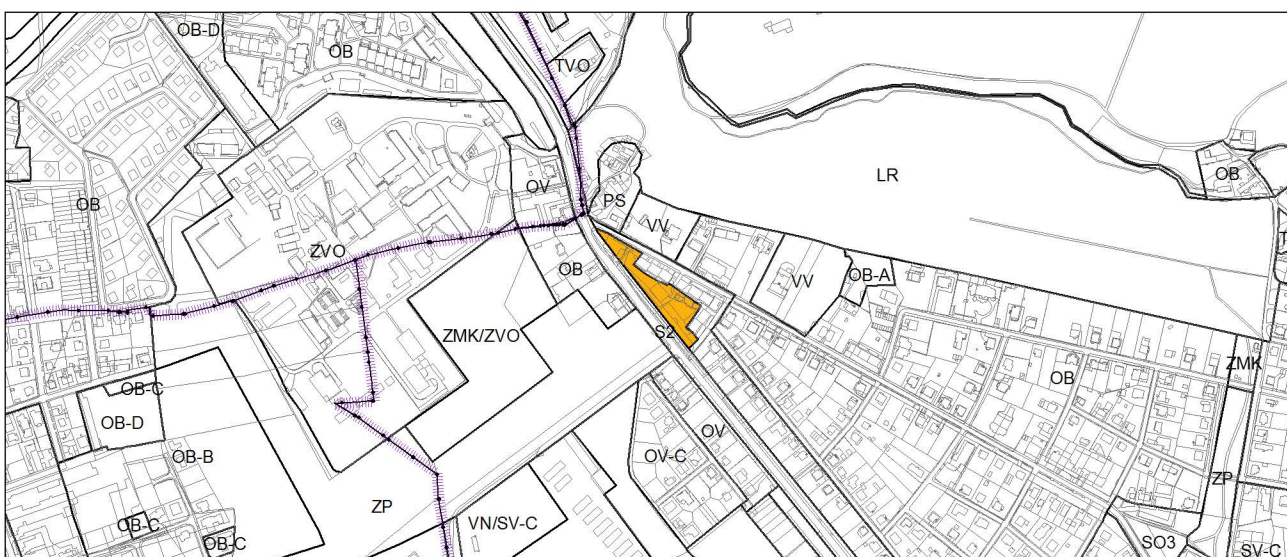 OB-D
OB
TVO
LR
OB
OV
PS
VV
OB
ZVO
OB
VV
OB-A
ZMK/ZVO
S2
OB
ZMK
OB-C
OB-D
OV
OB-B
OV-C
ZP
ZP
VN/SV-C
OB-C
OB-C
SO3
SV-C